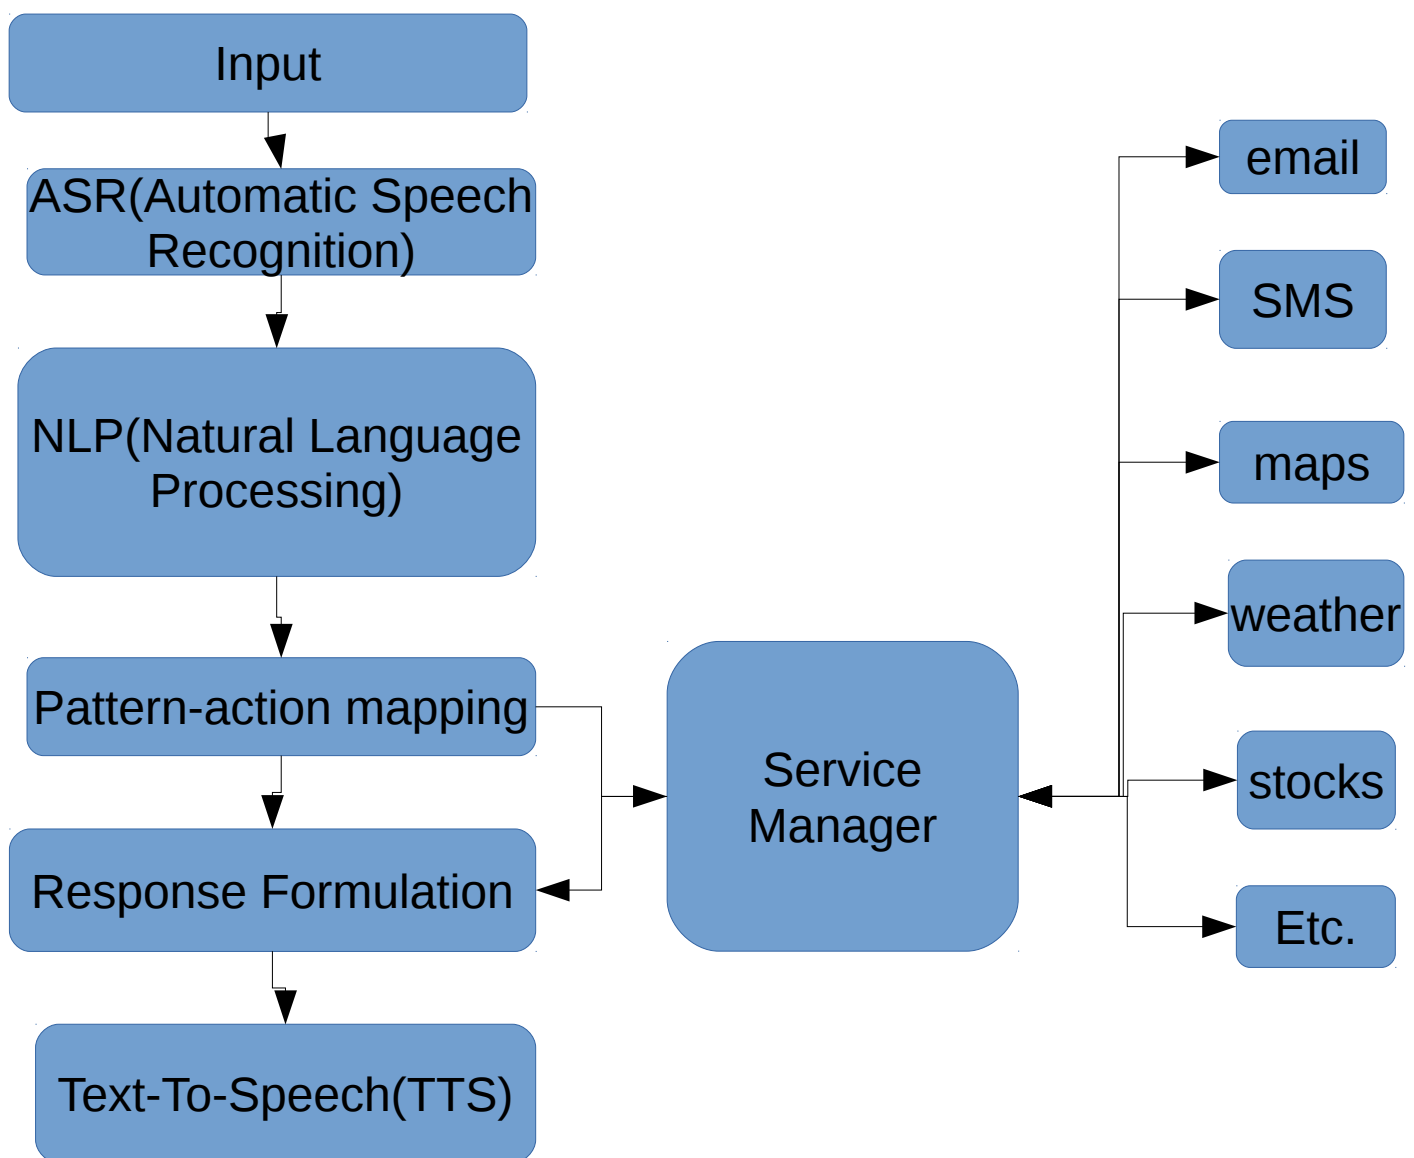 Input
ASR(Automatic Speech
Recognition)
NLP(Natural Language
Processing)
Pattern-action mapping
Response Formulation
Text-To-Speech(TTS)
Service
Manager
email
SMS
maps
weather
stocks
Etc.